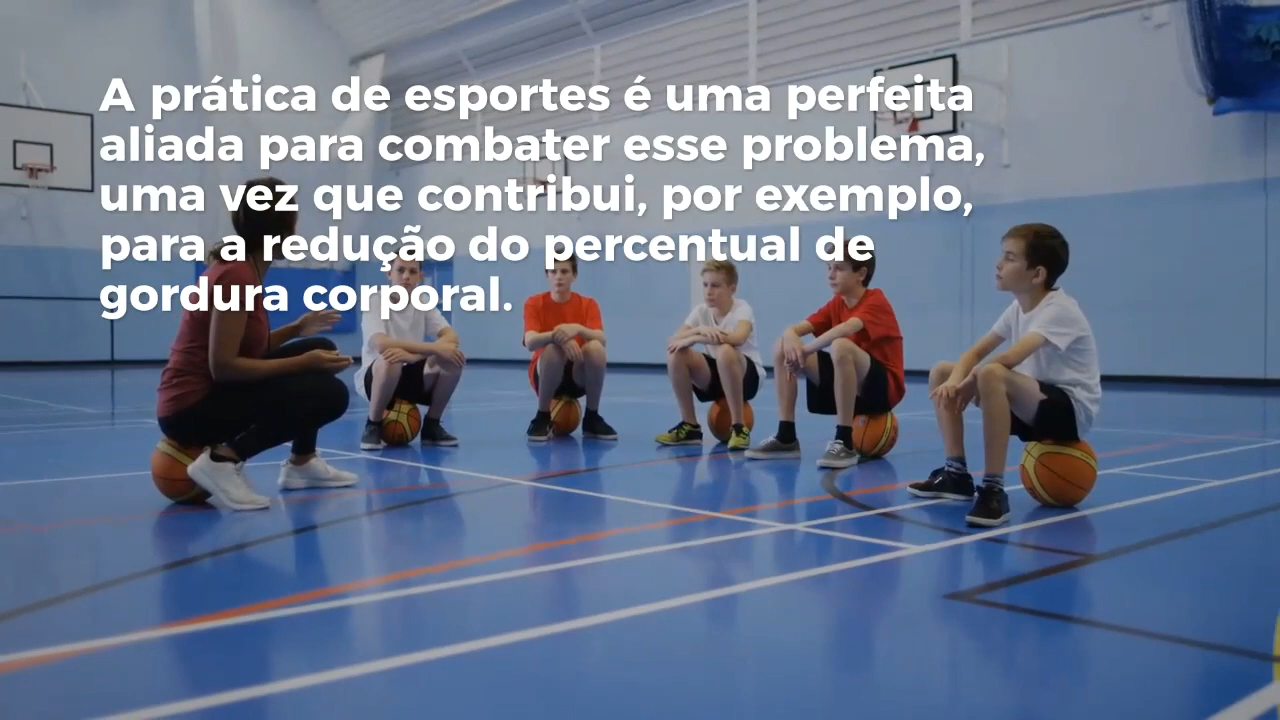 A prática de esportes é uma perfeita
aliada para combater esse problema,
uma vez que contribui, por exemplo,
para a redução do percentual de
gordura corporal.